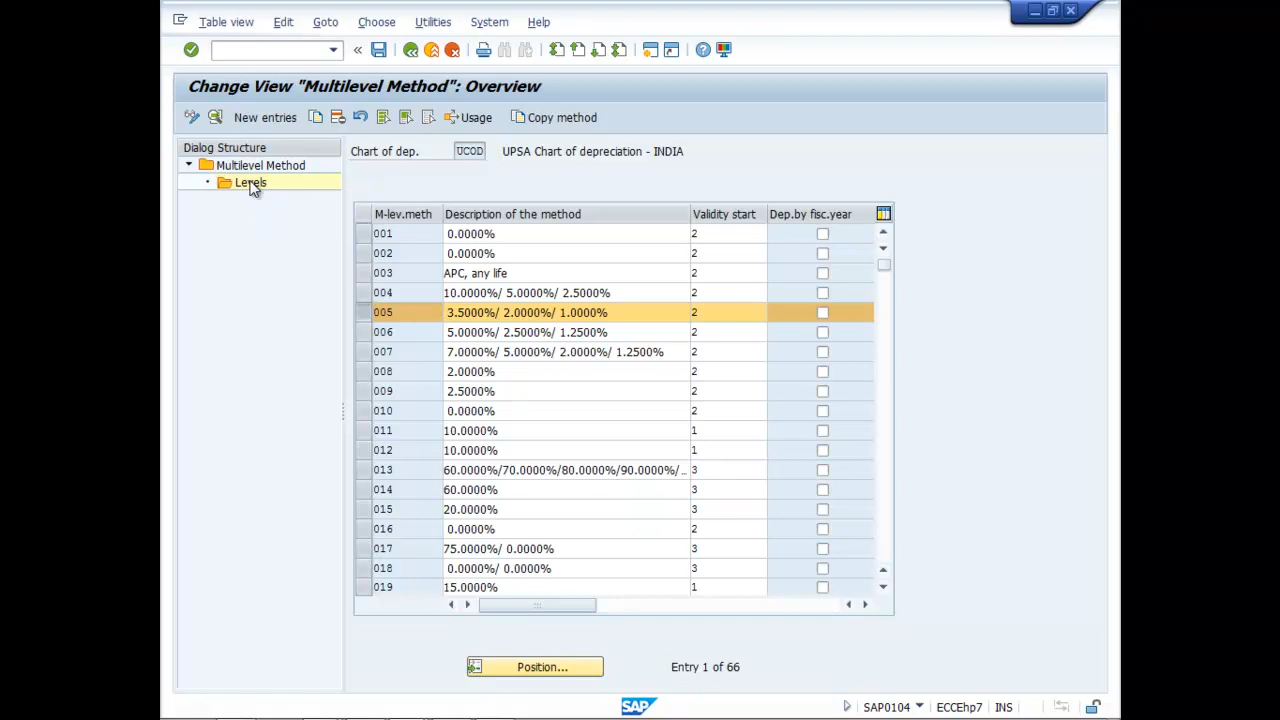 Table view Edit Goto Choose Utilities System Help
Change View "Multilevel Method": Overview
New entries Usage Copy method
Dialog Structure
Multilevel Method
Levels
Chart of dep. UCOD UPSA Chart of depreciation - INDIA
M-lev.meth Description of the method Validity start Dep.by fisc.year
001 0.0000% 2
002 0.0000% 2
003 APC, any life 2
004 10.0000%/ 5.0000%/ 2.5000% 2
005 3.5000%/ 2.0000%/ 1.0000% 2
006 5.0000%/ 2.5000%/ 1.2500% 2
007 7.0000%/ 5.0000%/ 2.0000%/ 1.2500% 2
008 2.0000% 2
009 2.5000% 2
010 0.0000% 2
011 10.0000% 1
012 10.0000% 1
013 60.0000%/70.0000%/80.0000%/90.0000%/... 3
014 60.0000% 3
015 20.0000% 3
016 0.0000% 2
017 75.0000%/ 0.0000% 3
018 0.0000%/ 0.0000% 3
019 15.0000% 1
Position... Entry 1 of 66
SAP SAP0104 ECCEhp7 INS